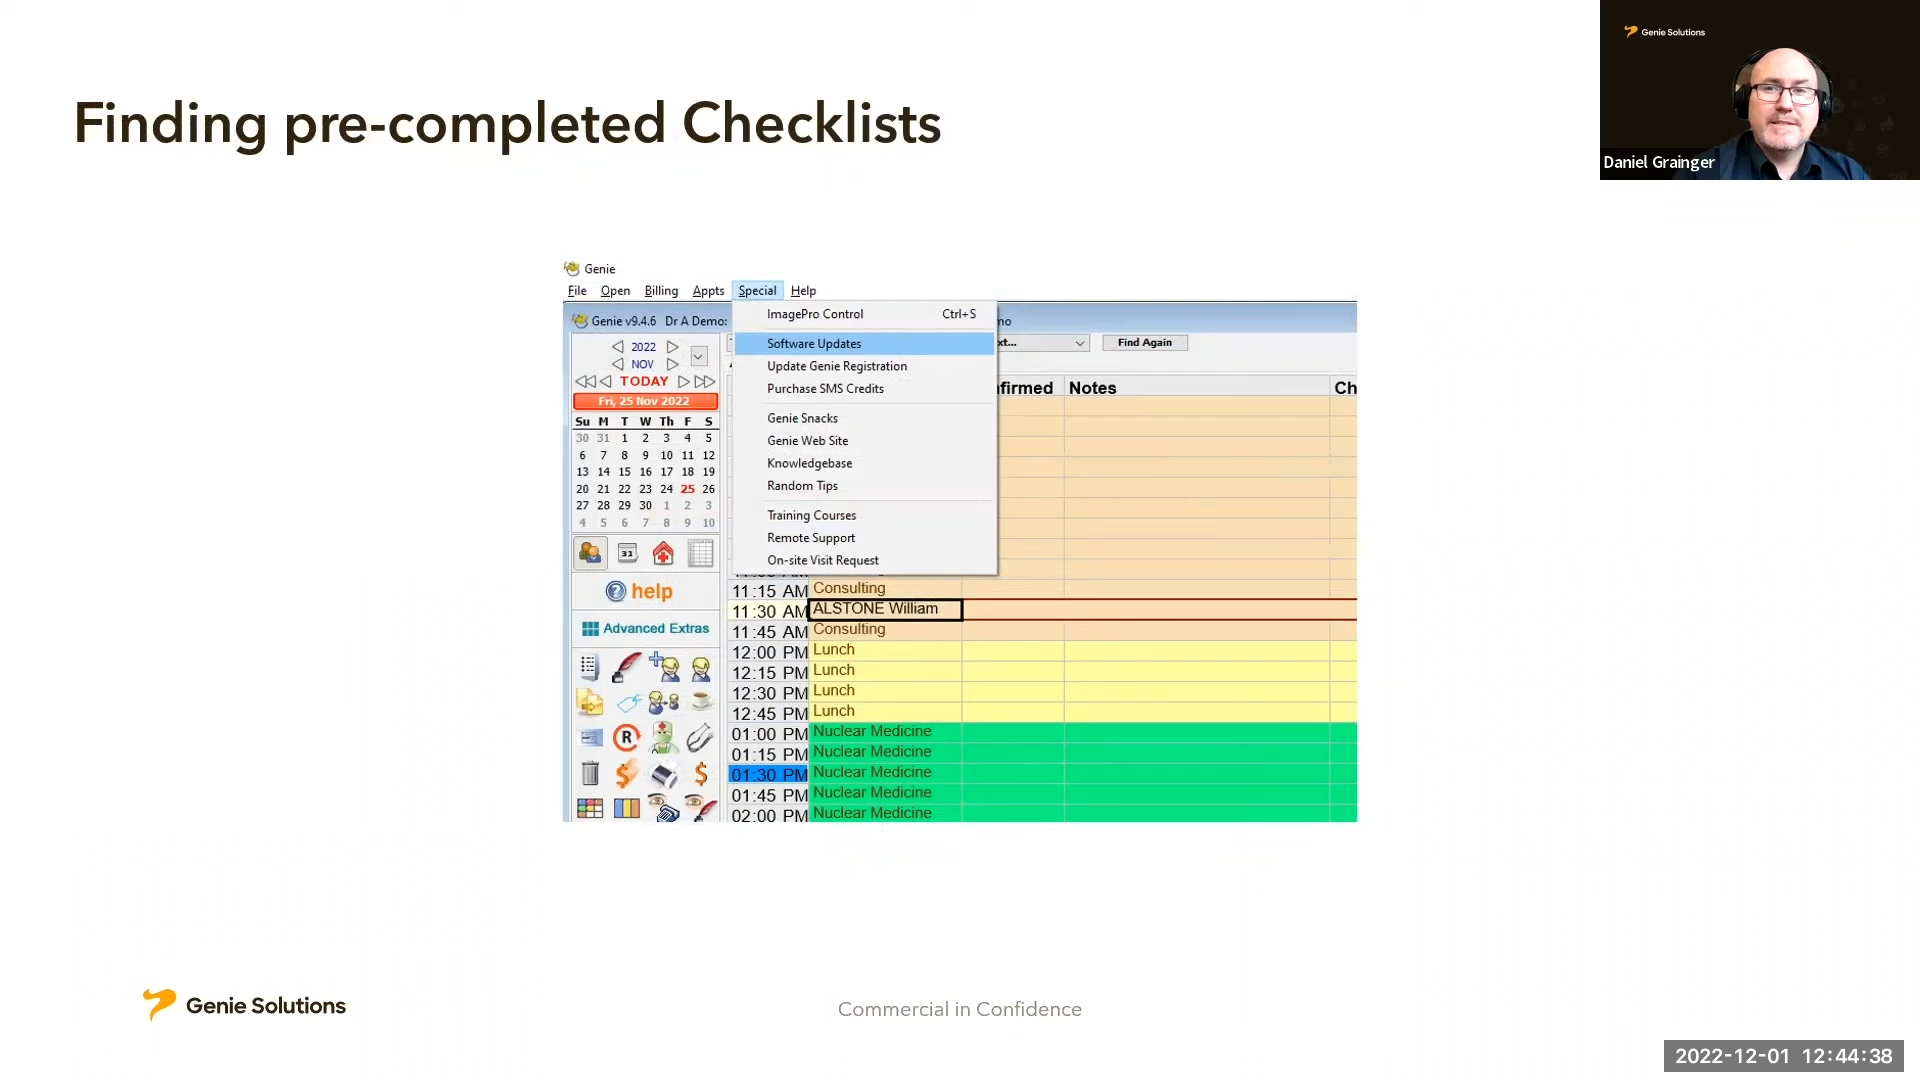 Finding pre-completed Checklists
Genie Solutions
Daniel Grainger
Genie
File Open Billing Appts Special Help
Genie v9.4.6 Dr A Demo:
ImagePro Control Ctrl+S
Software Updates
Update Genie Registration
Purchase SMS Credits
Genie Snacks
Genie Web Site
Knowledgebase
Random Tips
Training Courses
Remote Support
On-site Visit Request
Find Again
Notes
2022
NOV
TODAY
Fri, 25 Nov 2022
Su M T W Th F S
30 31 1 2 3 4 5
6 7 8 9 10 11 12
13 14 15 16 17 18 19
20 21 22 23 24 25 26
27 28 29 30 1 2 3
4 5 6 7 8 9 10
31
help
Advanced Extras
R
11:15 AM Consulting
11:30 AM ALSTONE William
11:45 AM Consulting
12:00 PM Lunch
12:15 PM Lunch
12:30 PM Lunch
12:45 PM Lunch
01:00 PM Nuclear Medicine
01:15 PM Nuclear Medicine
01:30 PM Nuclear Medicine
01:45 PM Nuclear Medicine
02:00 PM Nuclear Medicine
Genie Solutions
Commercial in Confidence
2022-12-01 12:44:38